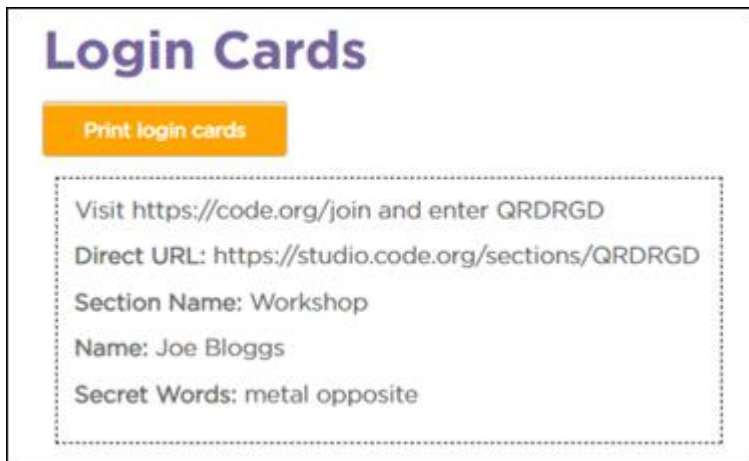 Login Cards
Print login cards
Visit https://code.org/join and enter QRDRGD
Direct URL: https://studio.code.org/sections/QRDRGD
Section Name: Workshop
Name: Joe Bloggs
Secret Words: metal opposite